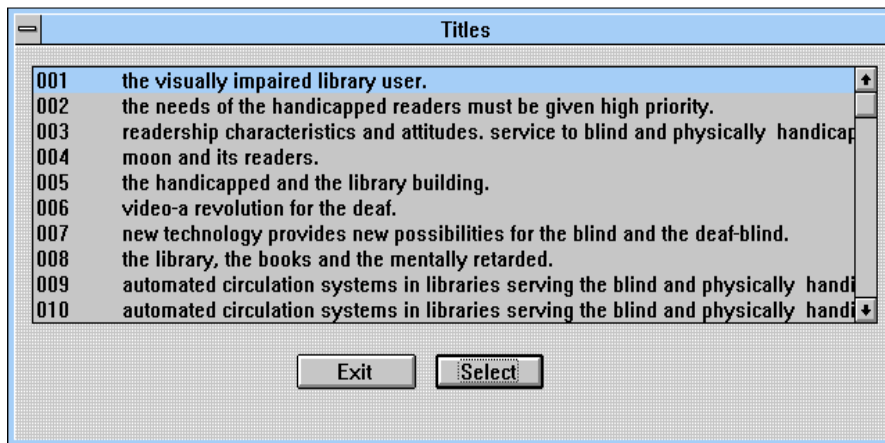 Titles
001 the visually impaired library user.
002 the needs of the handicapped readers must be given high priority.
003 readership characteristics and attitudes. service to blind and physically handicap
004 moon and its readers.
005 the handicapped and the library building.
006 video-a revolution for the deaf.
007 new technology provides new possibilities for the blind and the deaf-blind.
008 the library, the books and the mentally retarded.
009 automated circulation systems in libraries serving the blind and physically handi
010 automated circulation systems in libraries serving the blind and physically handi
Exit Select